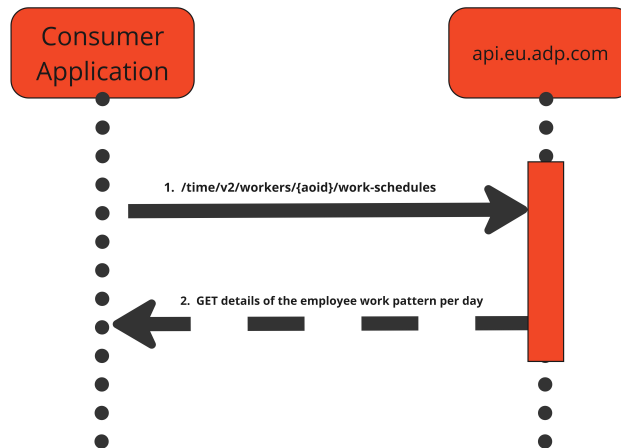 Consumer
Application
api.eu.adp.com
1. /time/v2/workers/{aoid}/work-schedules
2. GET details of the employee work pattern per day